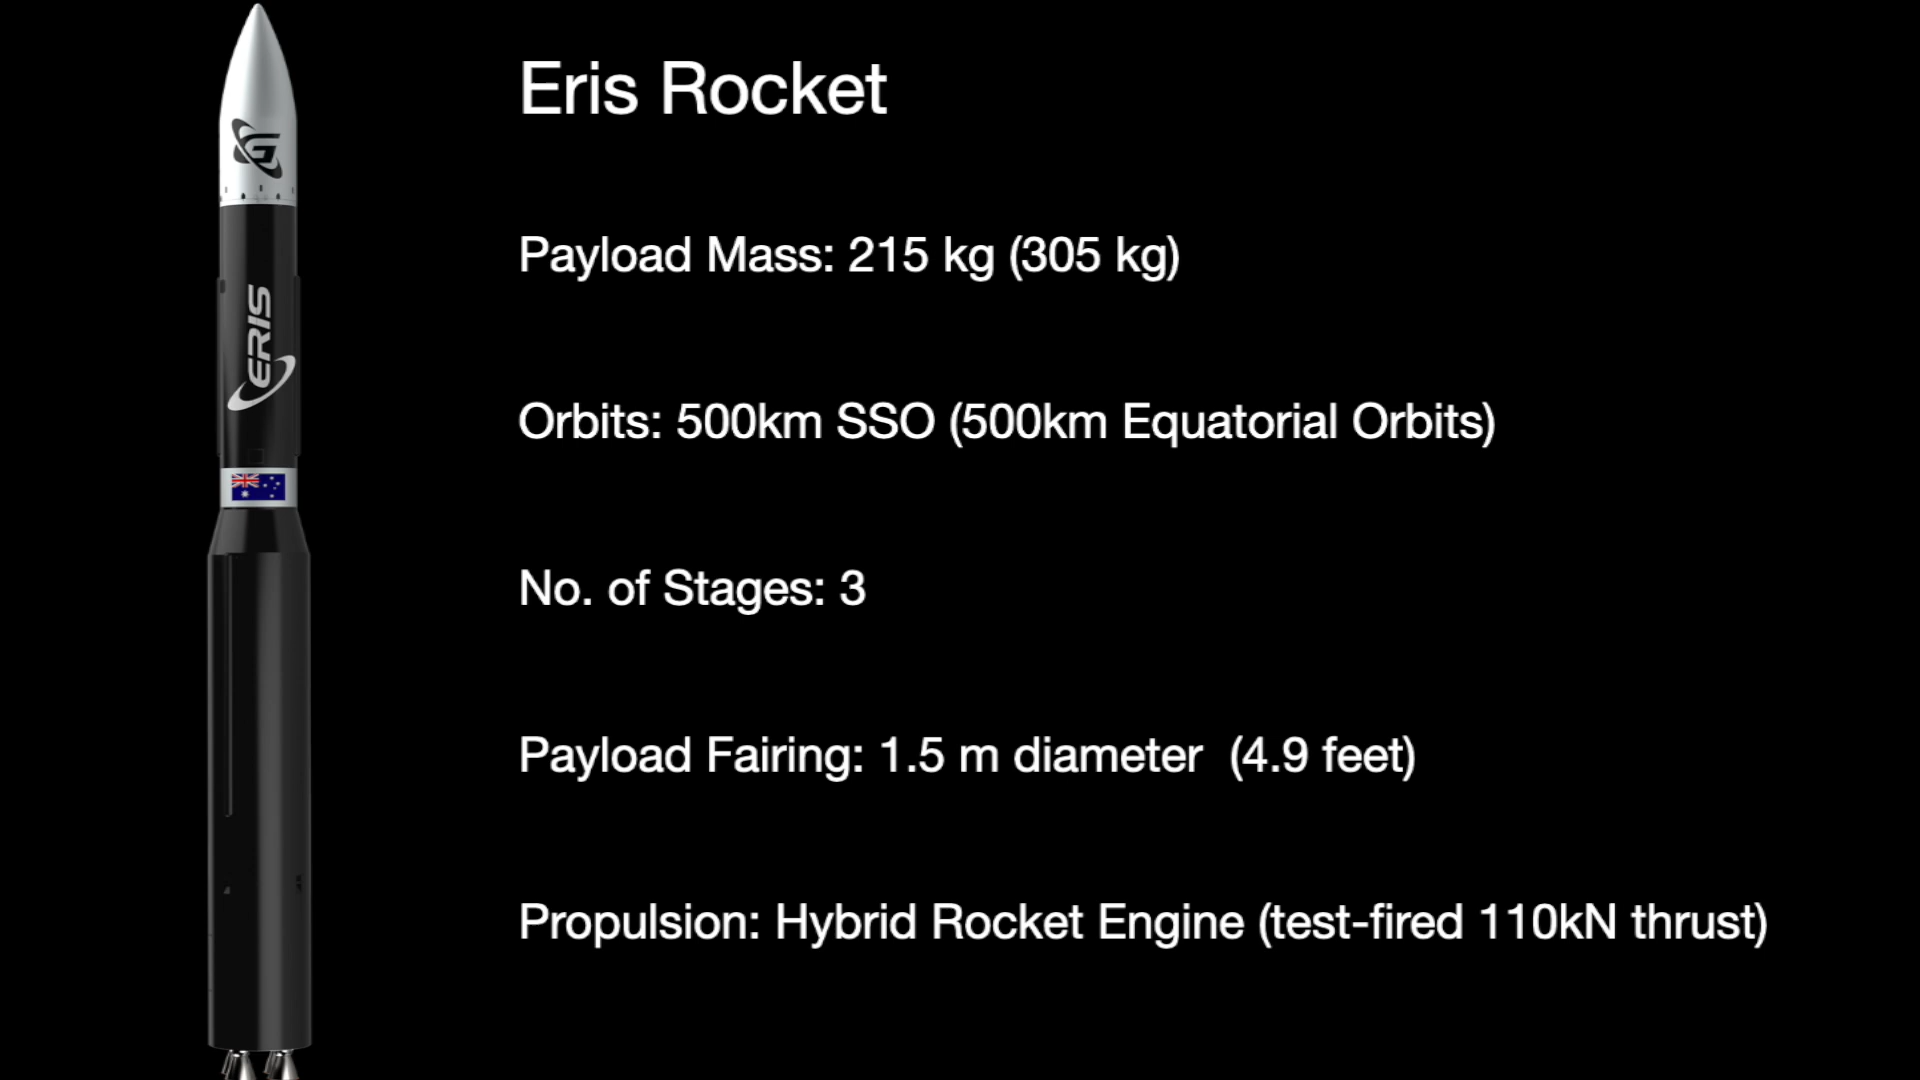 Eris Rocket
Payload Mass: 215 kg (305 kg)
Orbits: 500km SSO (500km Equatorial Orbits)
No. of Stages: 3
Payload Fairing: 1.5 m diameter  (4.9 feet)
Propulsion: Hybrid Rocket Engine (test-fired 110kN thrust)
G
ERIS